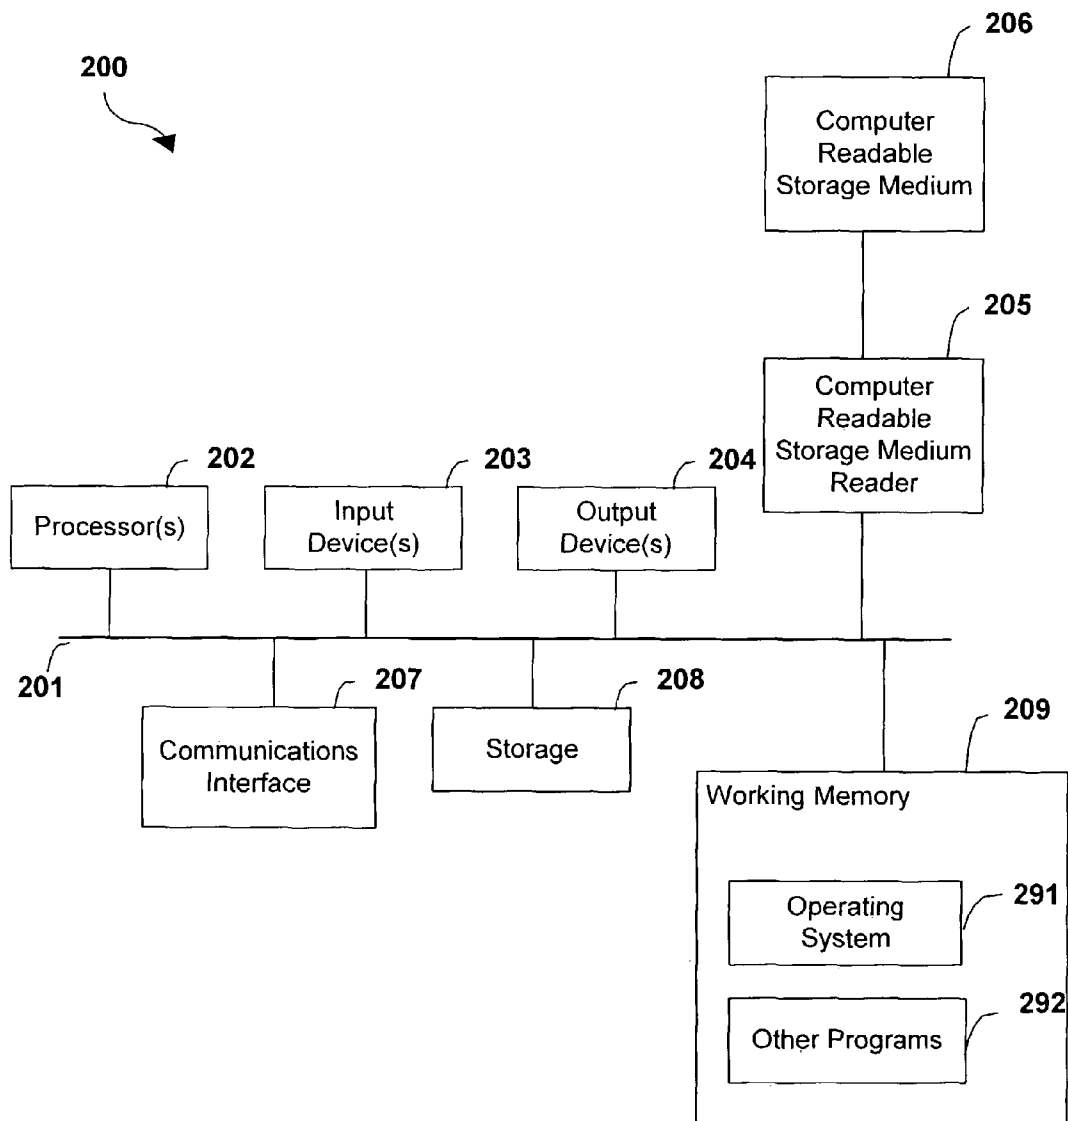 206
200
Computer
Readable
Storage Medium
205
Computer
Readable
Storage Medium
Reader
202
203
204
Processor(s)
Input
Device(s)
Output
Device(s)
201
207
208
209
Communications
Interface
Storage
Working Memory
291
Operating
System
292
Other Programs